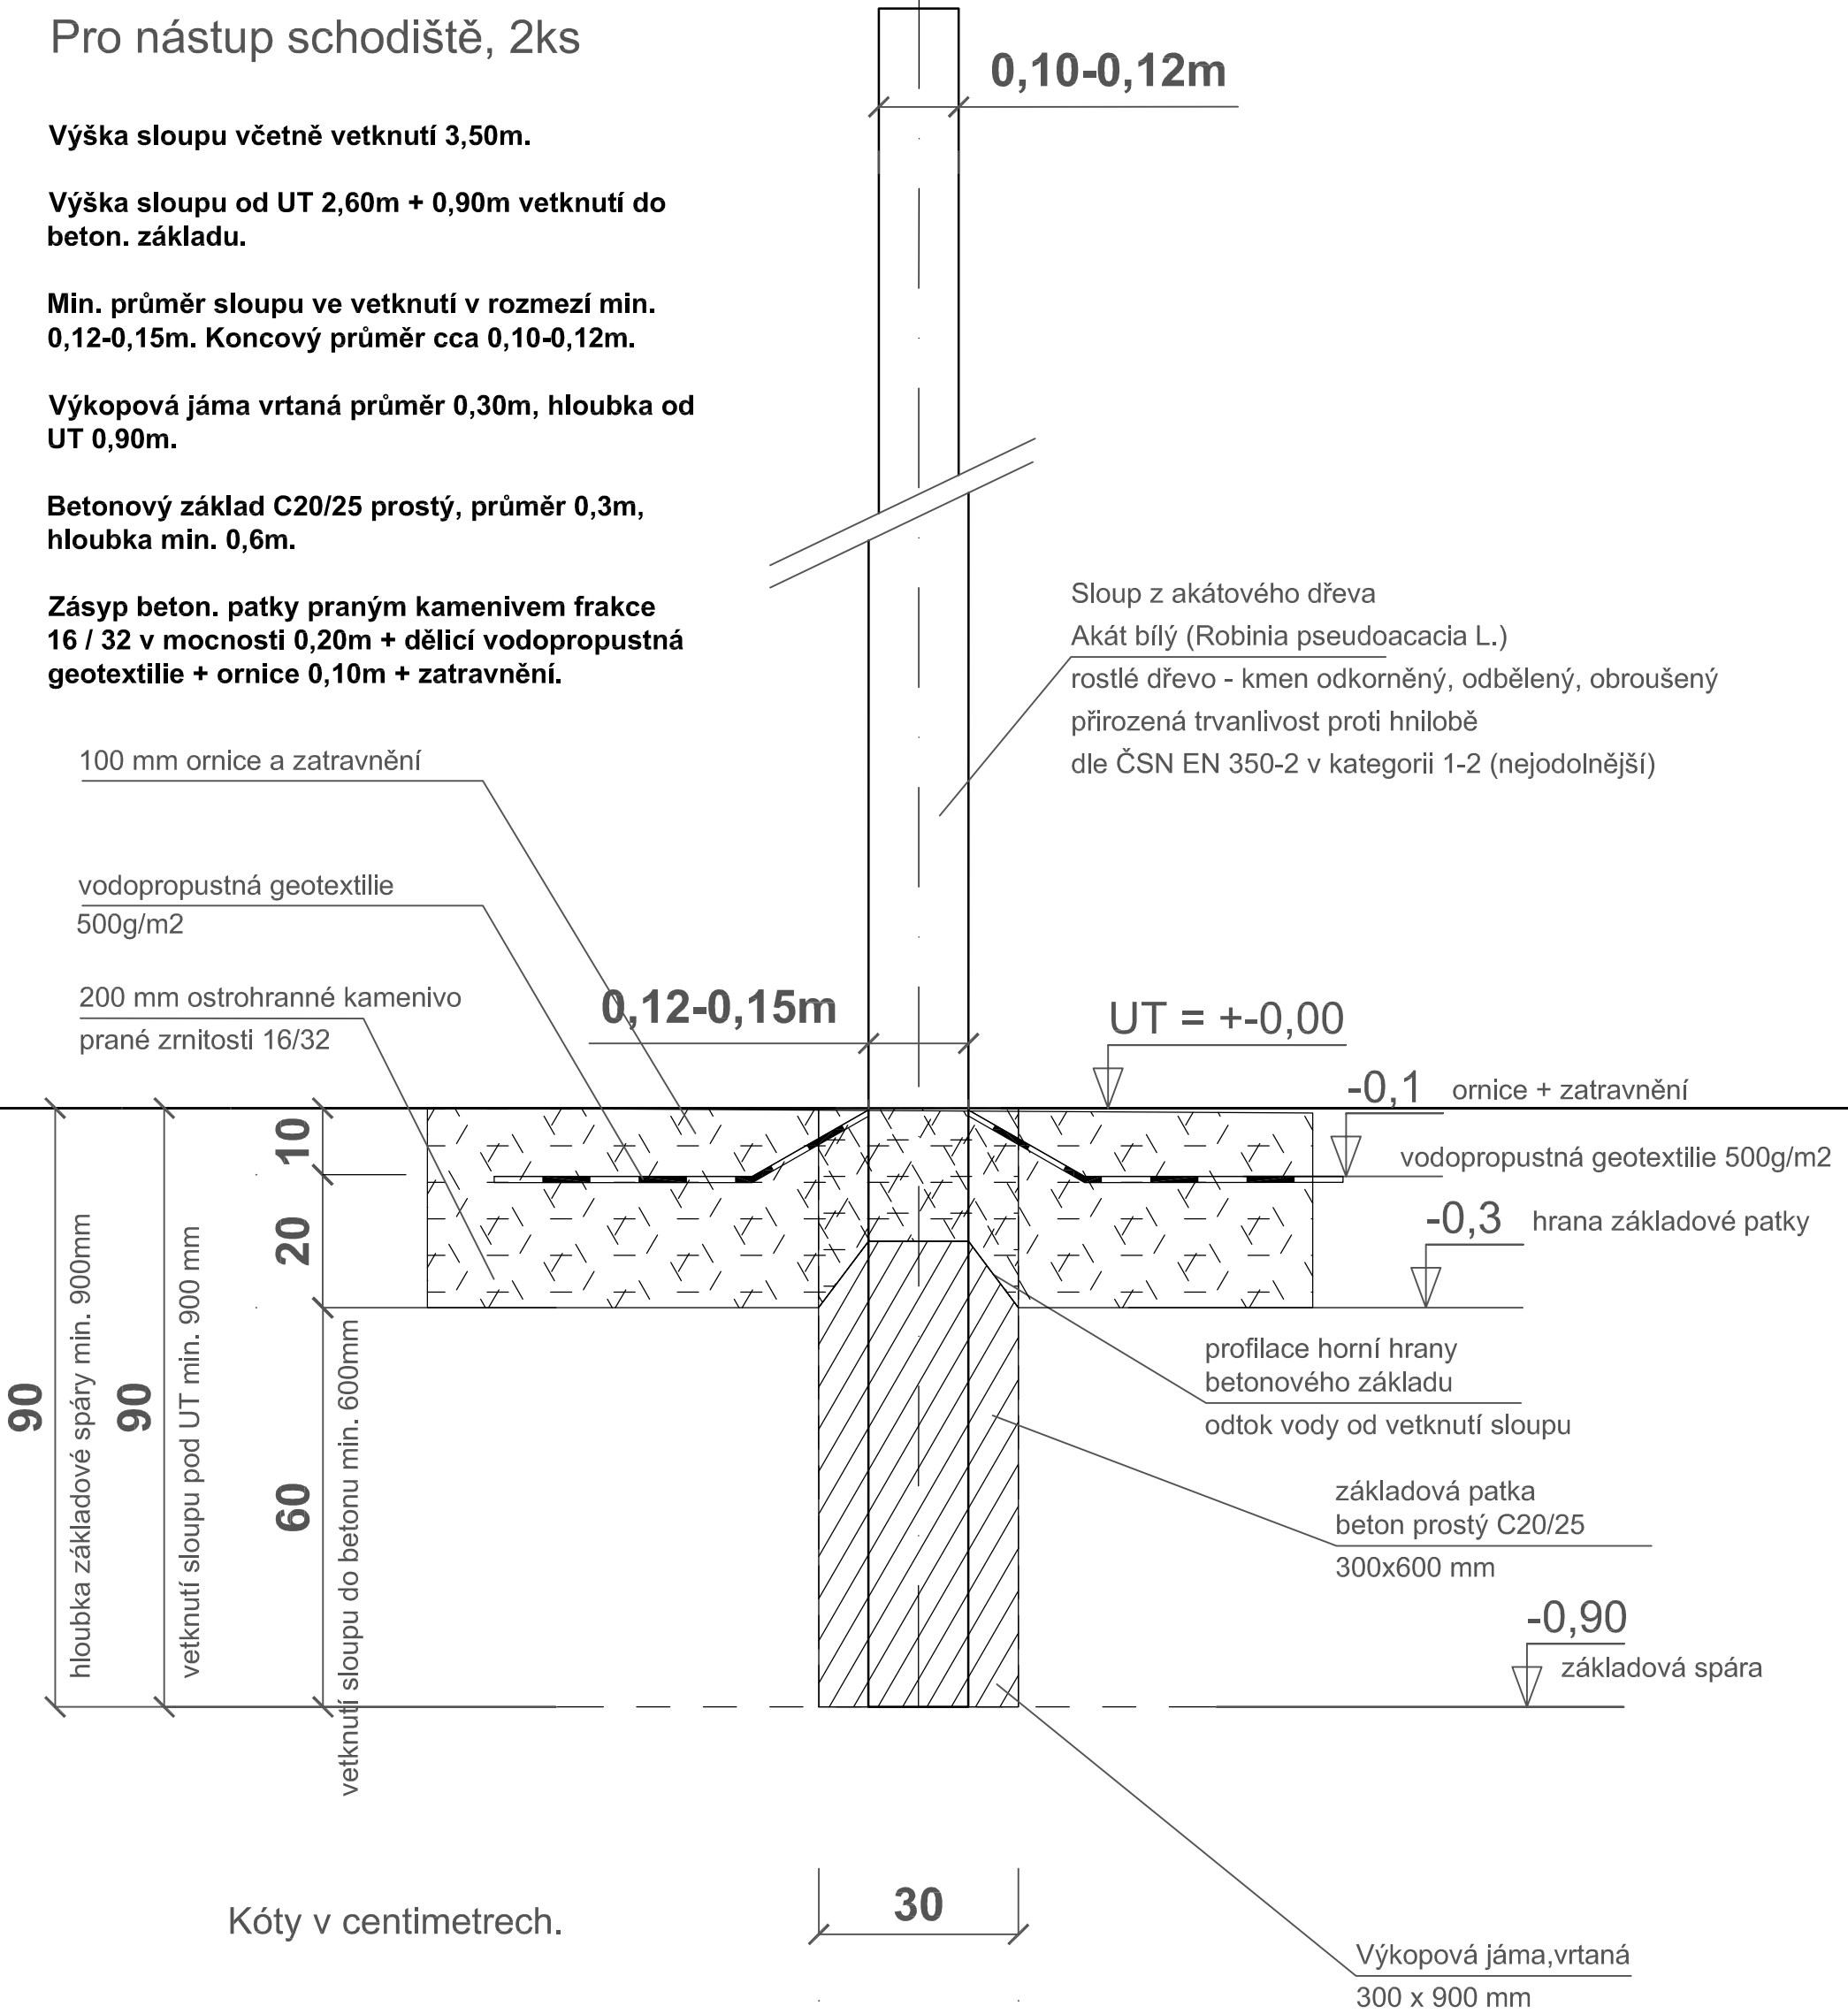 Pro nástup schodiště, 2ks
0,10-0,12m
Výška sloupu včetně vetknutí 3,50m.
Výška sloupu od UT 2,60m + 0,90m vetknutí do
beton. základu.
Min. průměr sloupu ve vetknutí v rozmezí min.
0,12-0,15m. Koncový průměr cca 0,10-0,12m.
Výkopová jáma vrtaná průměr 0,30m, hloubka od
UT 0,90m.
Betonový základ C20/25 prostý, průměr 0,3m,
hloubka min. 0,6m.
Zásyp beton. patky praným kamenivem frakce
16 / 32 v mocnosti 0,20m + dělicí vodopropustná
geotextilie + ornice 0,10m + zatravnění.
Sloup z akátového dřeva
Akát bílý (Robinia pseudoacacia L.)
rostlé dřevo - kmen odkorněný, odbělený, obroušený
přirozená trvanlivost proti hnilobě
dle ČSN EN 350-2 v kategorii 1-2 (nejodolnější)
100 mm ornice a zatravnění
vodopropustná geotextilie
500g/m2
200 mm ostrohranné kamenivo
prané zrnitosti 16/32
0,12-0,15m
UT = +-0,00
-0,1 ornice + zatravnění
vodopropustná geotextilie 500g/m2
-0,3 hrana základové patky
10
20
60
90
hloubka základové spáry min. 900mm
90
vetknutí sloupu pod UT min. 900 mm
vetknutí sloupu do betonu min. 600mm
profilace horní hrany
betonového základu
odtok vody od vetknutí sloupu
základová patka
beton prostý C20/25
300x600 mm
-0,90
základová spára
30
Kóty v centimetrech.
Výkopová jáma,vrtaná
300 x 900 mm